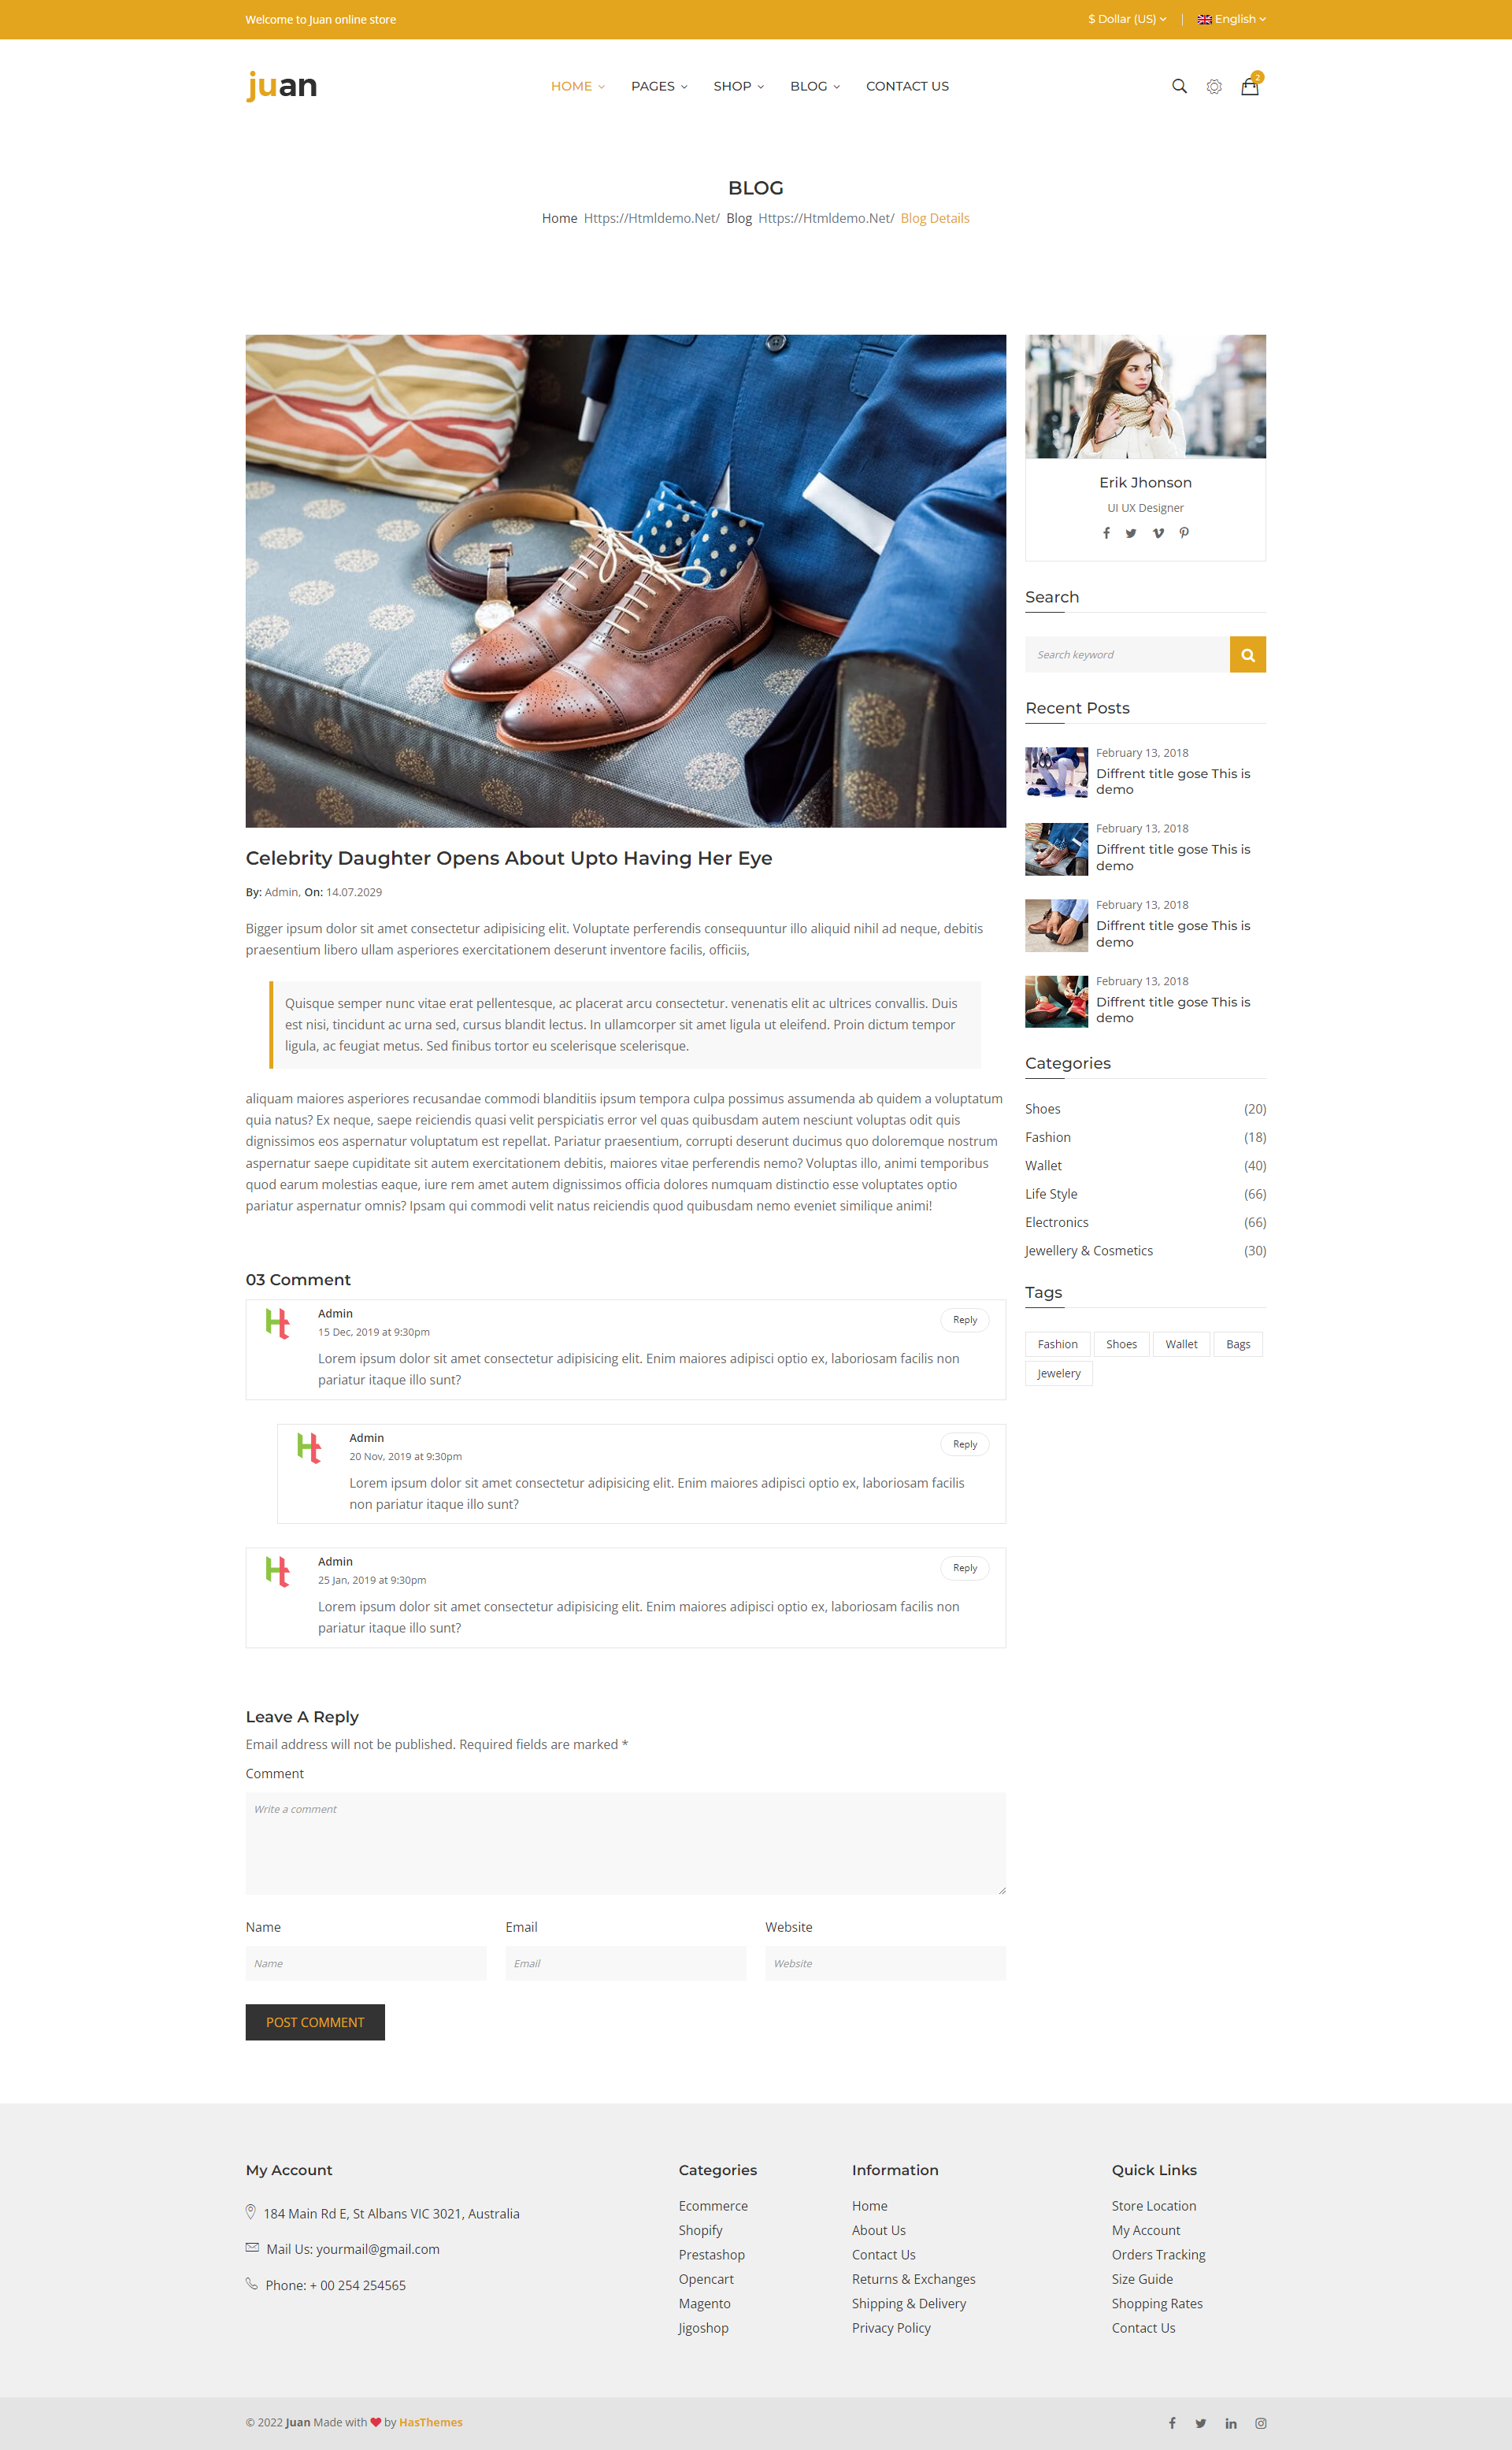 Welcome to Juan online store
$ Dollar (US)
English
juan
HOME
PAGES
SHOP
BLOG
CONTACT US
2
BLOG
Home Https://Htmldemo.Net/ Blog Https://Htmldemo.Net/ Blog Details
Celebrity Daughter Opens About Upto Having Her Eye
By: Admin, On: 14.07.2029
Bigger ipsum dolor sit amet consectetur adipisicing elit. Voluptate perferendis consequuntur illo aliquid nihil ad neque, debitis
praesentium libero ullam asperiores exercitationem deserunt inventore facilis, officiis,
Quisque semper nunc vitae erat pellentesque, ac placerat arcu consectetur. venenatis elit ac ultrices convallis. Duis
est nisi, tincidunt ac urna sed, cursus blandit lectus. In ullamcorper sit amet ligula ut eleifend. Proin dictum tempor
ligula, ac feugiat metus. Sed finibus tortor eu scelerisque scelerisque.
aliquam maiores asperiores recusandae commodi blanditiis ipsum tempora culpa possimus assumenda ab quidem a voluptatum
quia natus? Ex neque, saepe reiciendis quasi velit perspiciatis error vel quas quibusdam autem nesciunt voluptas odit quis
dignissimos eos aspernatur voluptatum est repellat. Pariatur praesentium, corrupti deserunt ducimus quo doloremque nostrum
aspernatur saepe cupiditate sit autem exercitationem debitis, maiores vitae perferendis nemo? Voluptas illo, animi temporibus
quod earum molestias eaque, iure rem amet autem dignissimos officia dolores numquam distinctio esse voluptates optio
pariatur aspernatur omnis? Ipsam qui commodi velit natus reiciendis quod quibusdam nemo eveniet similique animi!
03 Comment
Admin
Reply
15 Dec, 2019 at 9:30pm
Lorem ipsum dolor sit amet consectetur adipisicing elit. Enim maiores adipisci optio ex, laboriosam facilis non
pariatur itaque illo sunt?
Admin
Reply
20 Nov, 2019 at 9:30pm
Lorem ipsum dolor sit amet consectetur adipisicing elit. Enim maiores adipisci optio ex, laboriosam facilis
non pariatur itaque illo sunt?
Admin
Reply
25 Jan, 2019 at 9:30pm
Lorem ipsum dolor sit amet consectetur adipisicing elit. Enim maiores adipisci optio ex, laboriosam facilis non
pariatur itaque illo sunt?
Leave A Reply
Email address will not be published. Required fields are marked *
Comment
Write a comment
Name
Email
Website
Name
Email
Website
POST COMMENT
Erik Jhonson
UI UX Designer
Search
Search keyword
Recent Posts
February 13, 2018
Diffrent title gose This is
demo
February 13, 2018
Diffrent title gose This is
demo
February 13, 2018
Diffrent title gose This is
demo
February 13, 2018
Diffrent title gose This is
demo
Categories
Shoes (20)
Fashion (18)
Wallet (40)
Life Style (66)
Electronics (66)
Jewellery & Cosmetics (30)
Tags
Fashion
Shoes
Wallet
Bags
Jewelery
My Account
184 Main Rd E, St Albans VIC 3021, Australia
Mail Us: yourmail@gmail.com
Phone: + 00 254 254565
Categories
Ecommerce
Shopify
Prestashop
Opencart
Magento
Jigoshop
Information
Home
About Us
Contact Us
Returns & Exchanges
Shipping & Delivery
Privacy Policy
Quick Links
Store Location
My Account
Orders Tracking
Size Guide
Shopping Rates
Contact Us
© 2022 Juan Made with ❤ by HasThemes